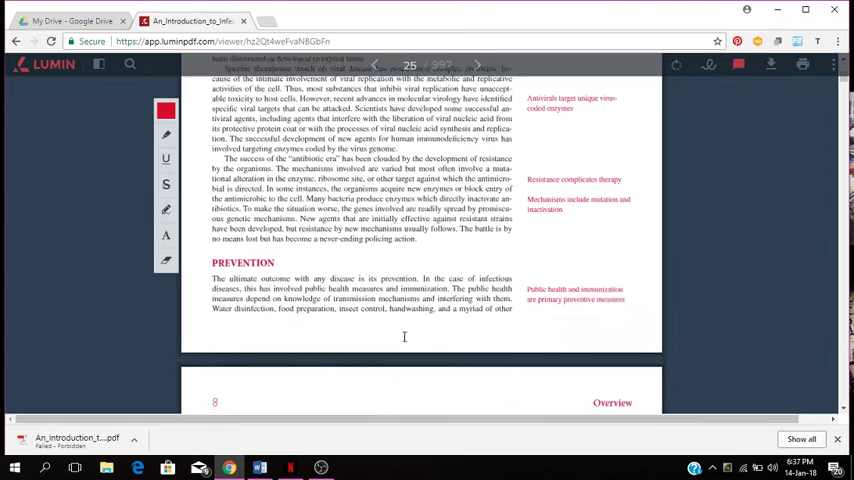 My Drive - Google Drive
An_Introduction_to_Infe
Secure
https://app.luminpdf.com/viewer/hz2Qt4weFvaNBGbFn
LUMIN
25 / 997
cause of the intimate involvement of viral replication with the metabolic and replicative
activities of the cell. Thus, most substances that inhibit viral replication have unaccept-
able toxicity to host cells. However, recent advances in molecular virology have identified
specific viral targets that can be attacked. Scientists have developed some successful an-
tiviral agents, including agents that interfere with the liberation of viral nucleic acid from
its protective protein coat or with the processes of viral nucleic acid synthesis and replica-
tion. The successful development of new agents for human immunodeficiency virus has
involved targeting enzymes coded by the virus genome.
Antivirals target unique virus-
coded enzymes
The success of the “antibiotic era” has been clouded by the development of resistance
by the organisms. The mechanisms involved are varied but most often involve a muta-
tional alteration in the enzyme, ribosome site, or other target against which the antimicro-
bial is directed. In some instances, the organisms acquire new enzymes or block entry of
the antimicrobic to the cell. Many bacteria produce enzymes which directly inactivate an-
tibiotics. To make the situation worse, the genes involved are readily spread by promiscu-
ous genetic mechanisms. New agents that are initially effective against resistant strains
have been developed, but resistance by new mechanisms usually follows. The battle is by
no means lost but has become a never-ending policing action.
Resistance complicates therapy
Mechanisms include mutation and
inactivation
PREVENTION
The ultimate outcome with any disease is its prevention. In the case of infectious
diseases, this has involved public health measures and immunization. The public health
measures depend on knowledge of transmission mechanisms and interfering with them.
Water disinfection, food preparation, insect control, handwashing, and a myriad of other
Public health and immunization
are primary preventive measures
8
Overview
An_Introduction_t....pdf
Failed - Forbidden
Show all
6:37 PM
14-Jan-18
20